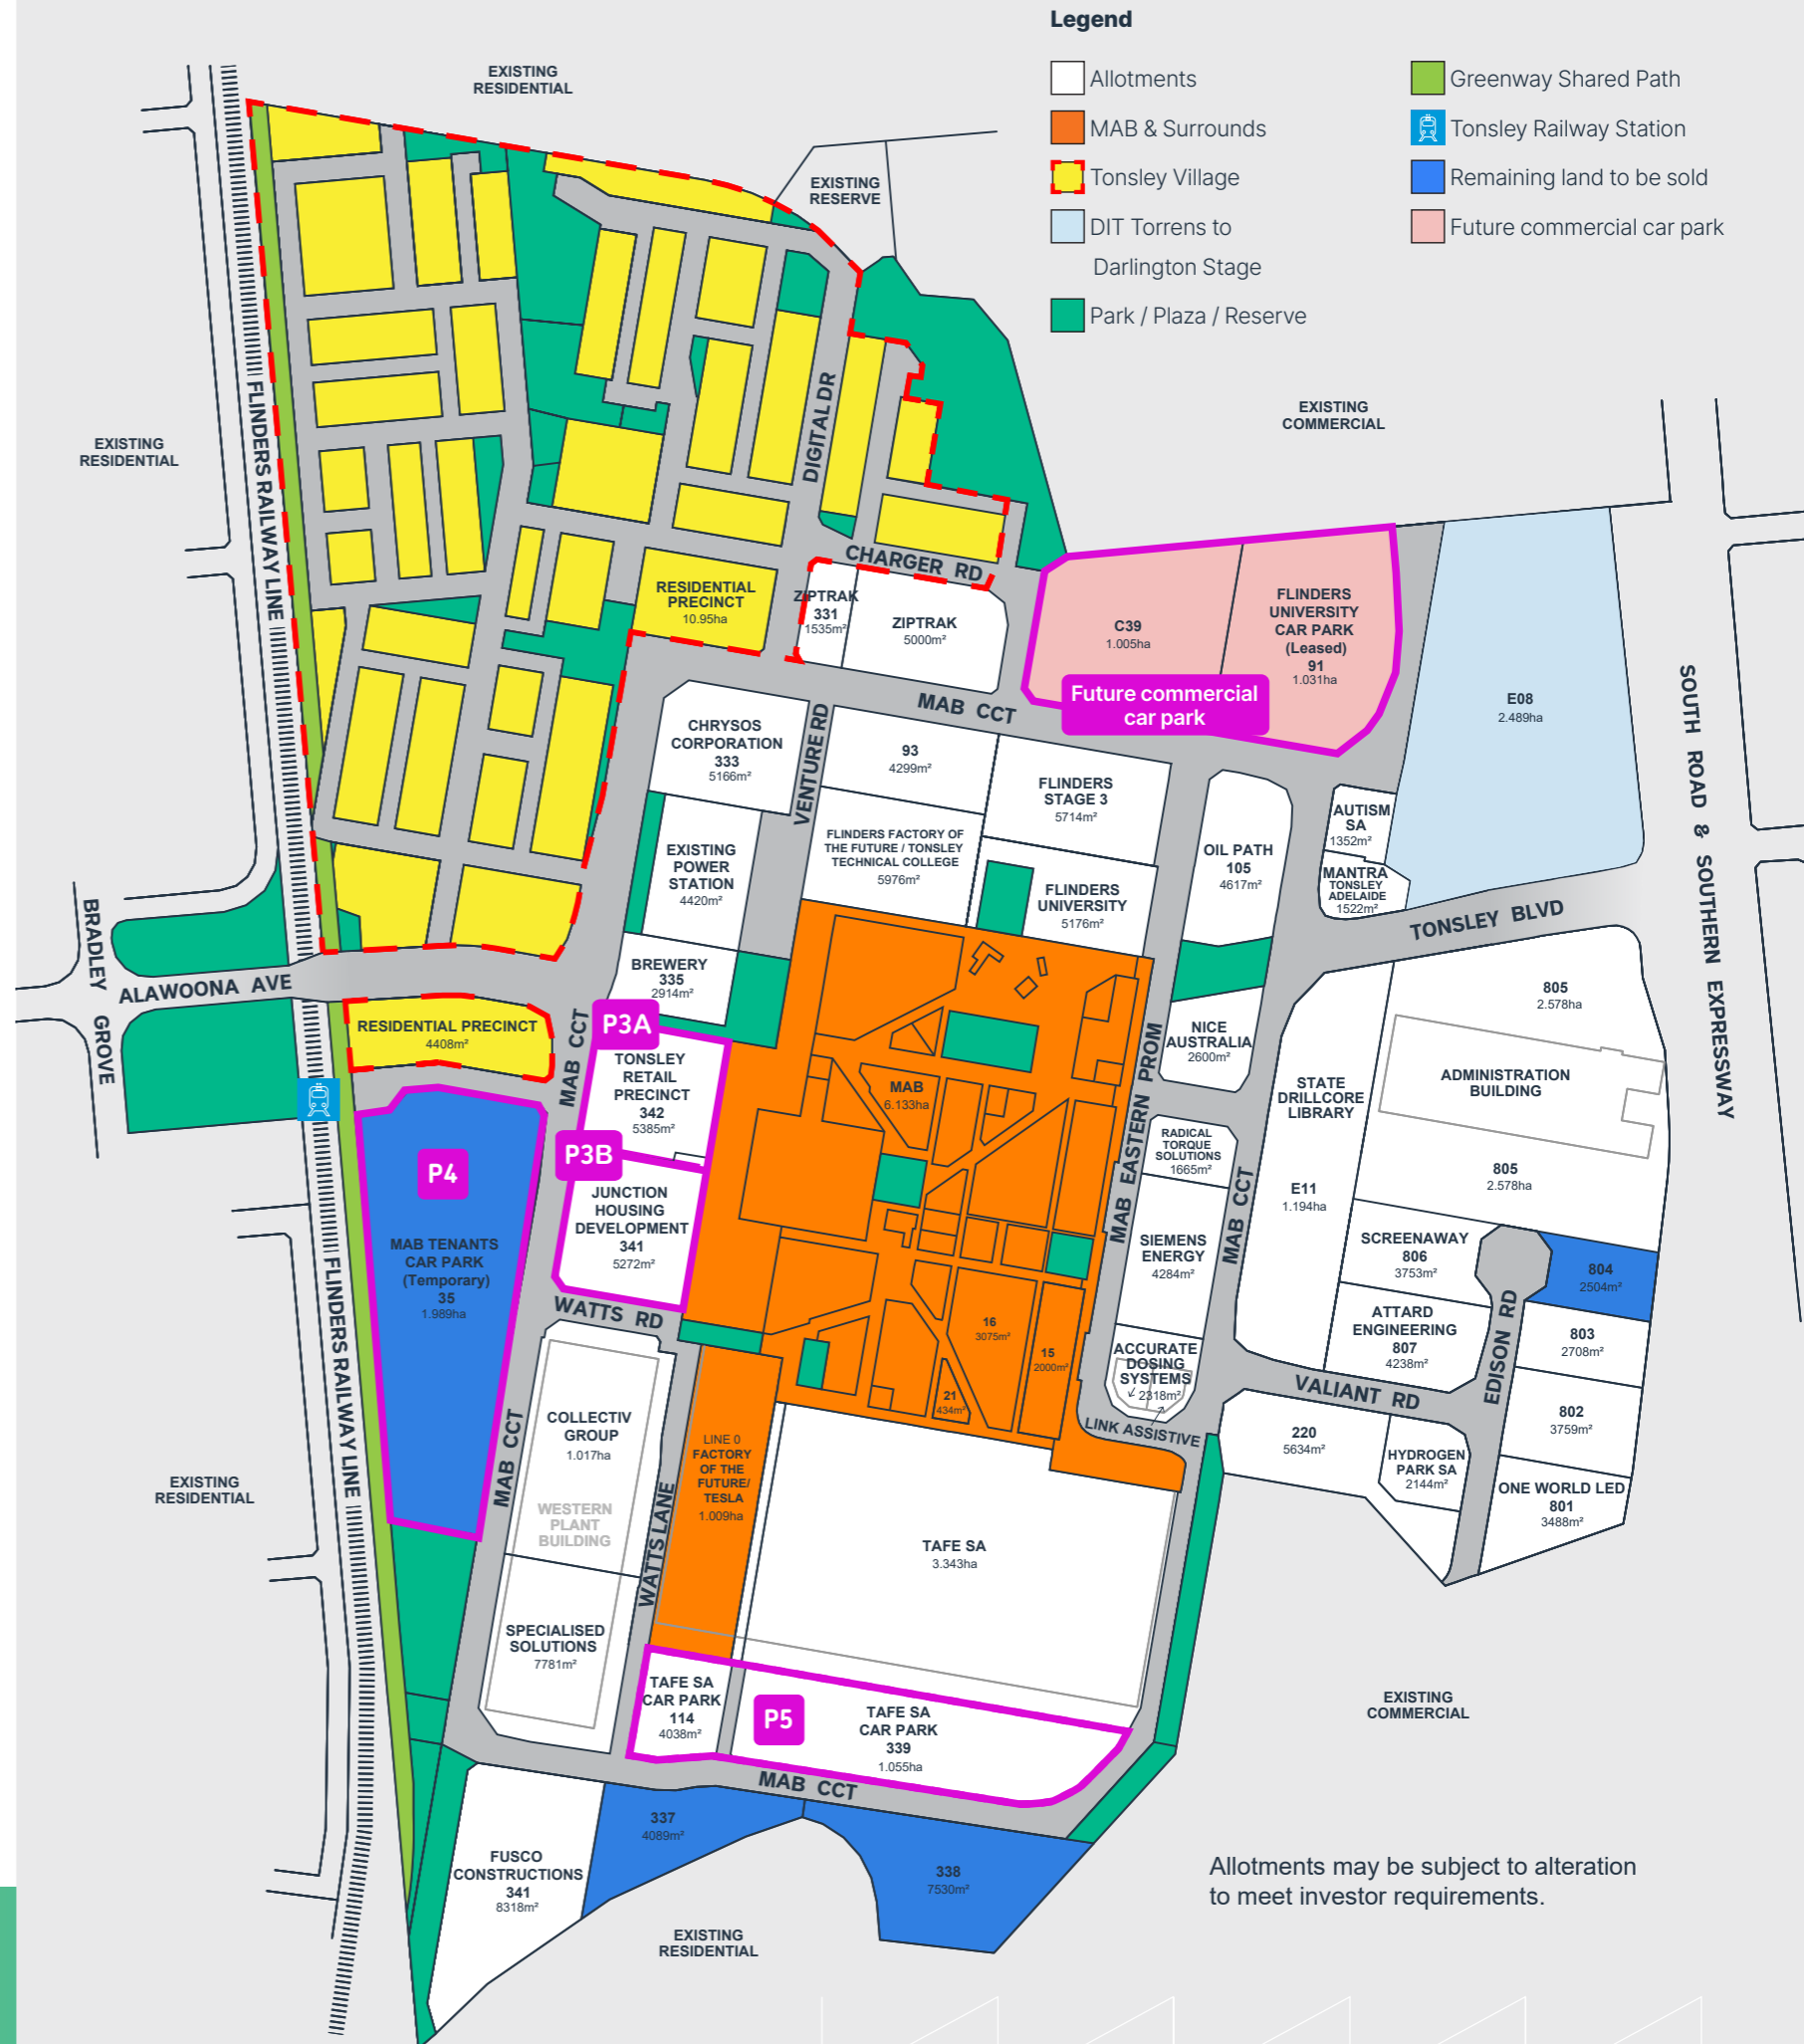 Legend
Allotments
MAB & Surrounds
Tonsley Village
DIT Torrens to
Darlington Stage
Park / Plaza / Reserve
Greenway Shared Path
Tonsley Railway Station
Remaining land to be sold
Future commercial car park
EXISTING
RESIDENTIAL
EXISTING
RESERVE
EXISTING
COMMERCIAL
EXISTING
RESIDENTIAL
FLINDERS RAILWAY LINE
DIGITAL DR
CHARGER RD
RESIDENTIAL
PRECINCT
10.95ha
ZIPTRAK
331
1535m²
ZIPTRAK
5000m²
C39
1.005ha
FLINDERS
UNIVERSITY
CAR PARK
(Leased)
91
1.031ha
Future commercial
car park
E08
2.489ha
SOUTH ROAD & SOUTHERN EXPRESSWAY
MAB CCT
CHRYSOS
CORPORATION
333
5166m²
VENTURE RD
93
4299m²
FLINDERS
STAGE 3
5714m²
FLINDERS FACTORY OF
THE FUTURE / TONSLEY
TECHNICAL COLLEGE
5976m²
EXISTING
POWER
STATION
4420m²
FLINDERS
UNIVERSITY
5176m²
OIL PATH
105
4617m²
AUTISM
SA
1352m²
MANTRA
TONSLEY
ADELAIDE
1522m²
TONSLEY BLVD
BRADLEY GROVE
ALAWOONA AVE
BREWERY
335
2914m²
RESIDENTIAL PRECINCT
4408m²
P3A
MAB CCT
TONSLEY
RETAIL
PRECINCT
342
5385m²
P3B
JUNCTION
HOUSING
DEVELOPMENT
341
5272m²
MAB
6.133ha
MAB EASTERN PROM
NICE
AUSTRALIA
2600m²
RADICAL
TORQUE
SOLUTIONS
1665m²
SIEMENS
ENERGY
4284m²
MAB CCT
STATE
DRILLCORE
LIBRARY
E11
1.194ha
805
2.578ha
ADMINISTRATION
BUILDING
805
2.578ha
SCREENAWAY
806
3753m²
ATTARD
ENGINEERING
807
4238m²
804
2504m²
803
2708m²
802
3759m²
ONE WORLD LED
801
3488m²
EDISON RD
VALIANT RD
220
5634m²
HYDROGEN
PARK SA
2144m²
P4
MAB TENANTS
CAR PARK
(Temporary)
35
1.989ha
WATTS RD
16
3075m²
15
2000m²
21
434m²
ACCURATE
DOSING
SYSTEMS
2318m²
LINK ASSISTIVE
FLINDERS RAILWAY LINE
EXISTING
RESIDENTIAL
MAB CCT
COLLECTIV
GROUP
1.017ha
WESTERN
PLANT
BUILDING
SPECIALISED
SOLUTIONS
7781m²
WATTS LANE
LINE 0
FACTORY
OF THE
FUTURE/
TESLA
1.009ha
TAFE SA
3.343ha
TAFE SA
CAR PARK
114
4038m²
P5
TAFE SA
CAR PARK
339
1.055ha
MAB CCT
EXISTING
COMMERCIAL
FUSCO
CONSTRUCTIONS
341
8318m²
337
4089m²
338
7530m²
EXISTING
RESIDENTIAL
Allotments may be subject to alteration
to meet investor requirements.